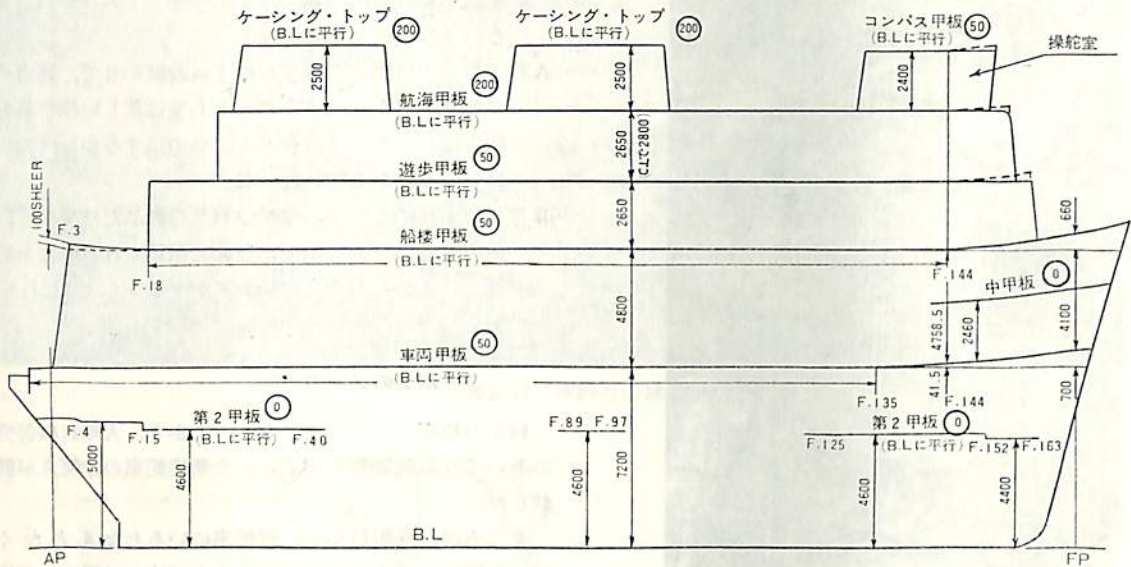 ケーシング・トップ (200)
(B.Lに平行)
ケーシング・トップ (200)
(B.Lに平行)
コンパス甲板 (50)
(B.Lに平行)
操舵室
2500
2500
2400
(200)
航海甲板
(B.Lに平行)
2650
(C.Lで2800)
遊歩甲板 (50)
(B.Lに平行)
2650
100SHEER
F.3
船楼甲板 (50)
(B.Lに平行)
660
F.18
F.144
中甲板 (0)
4800
4758.5
2460
4100
車両甲板 (50)
(B.Lに平行)
41.5
F.135
F.144
700
第2甲板 (0)
F.4
F.15
(B.Lに平行)
F.40
F.89
F.97
第2甲板 (0)
F.125
(B.Lに平行)
F.152
F.163
5000
4600
4600
7200
4600
4400
B.L
AP
FP